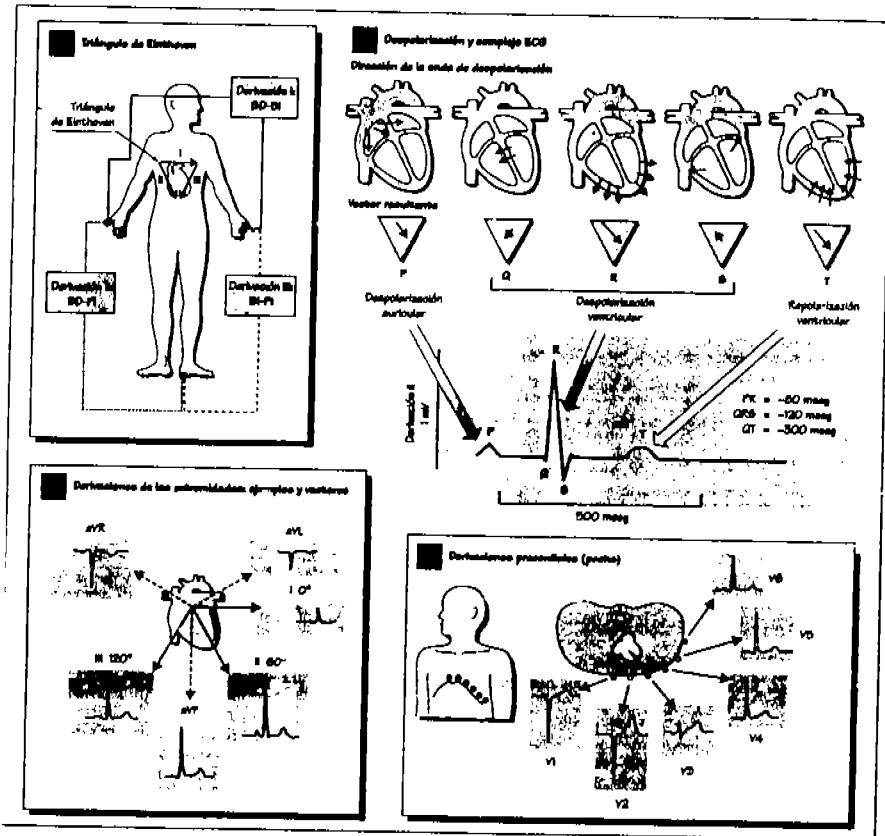 Triángulo de Einthoven
Derivación I:
BD-BI
Triángulo
de Einthoven
I
II
III
Derivación II:
BD-PI
Derivación III:
BI-PI
Despolarización y complejo ECG
Dirección de la onda de despolarización
Vector resultante
P
Q
R
S
T
Despolarización
auricular
Despolarización
ventricular
Repolarización
ventricular
Derivación II
1 mV
R
P
T
Q
S
PR = ~80 mseg
QRS = ~120 mseg
QT = ~300 mseg
500 mseg
Derivaciones de las extremidades: ejemplos y vectores
aVR
aVL
I 0°
III 120°
II 60°
aVF
Derivaciones precordiales (pecho)
V6
V5
V4
V3
V2
V1